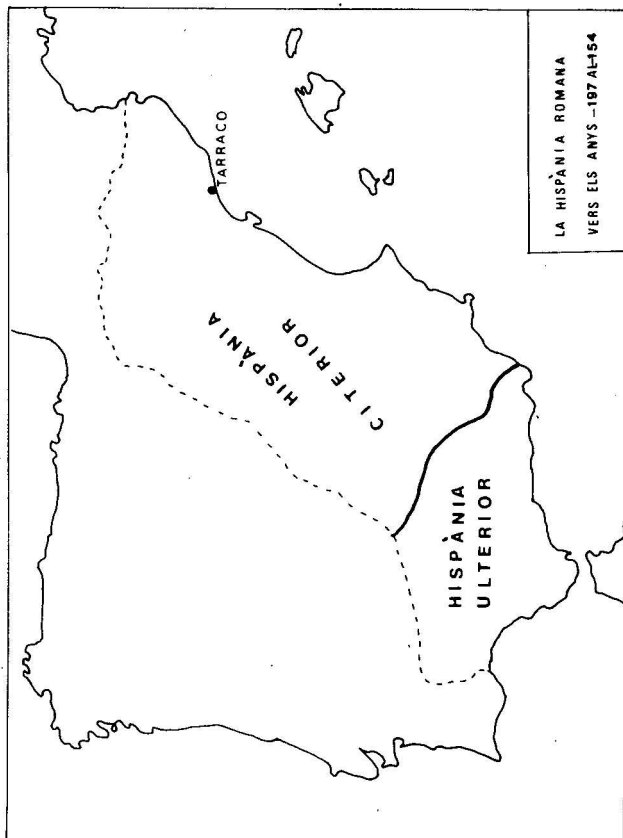 TARRACO
HISPÀNIA
CITERIOR
HISPÀNIA
ULTERIOR
LA HISPÀNIA ROMANA
VERS ELS ANYS -197 AL-154